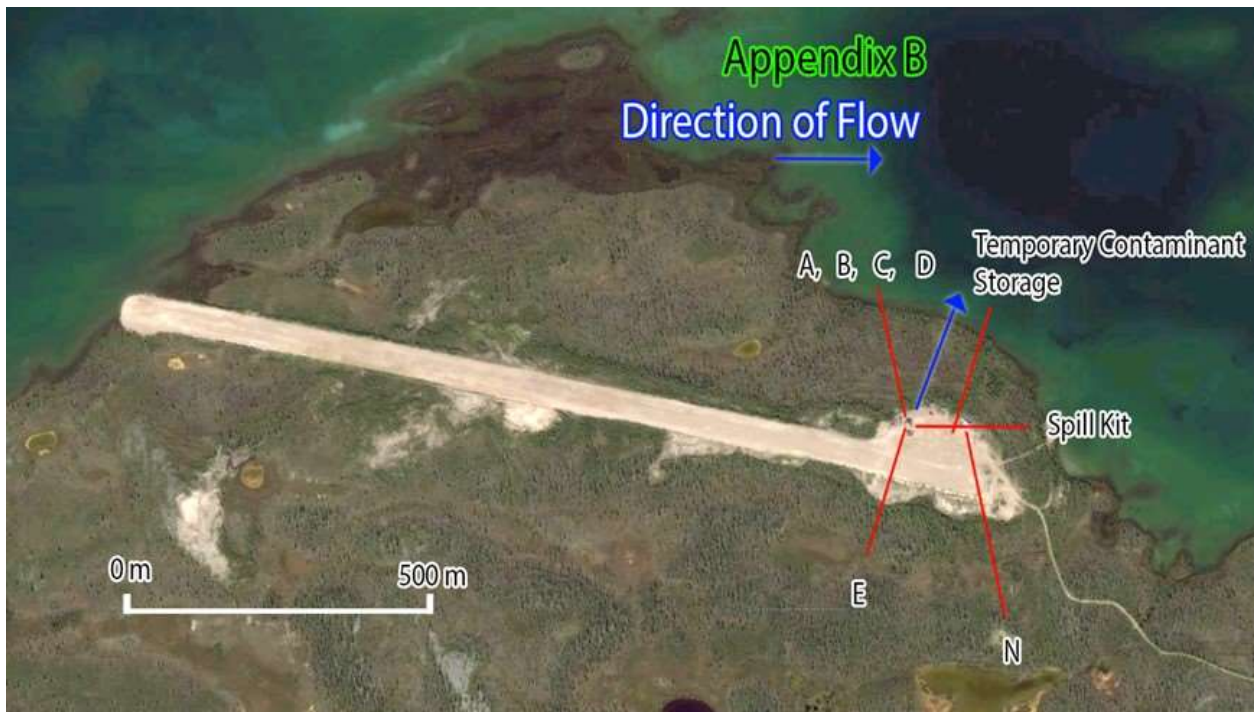 Appendix B
Direction of Flow
A, B, C, D
Temporary Contaminant
Storage
Spill Kit
0 m 500 m
E
N